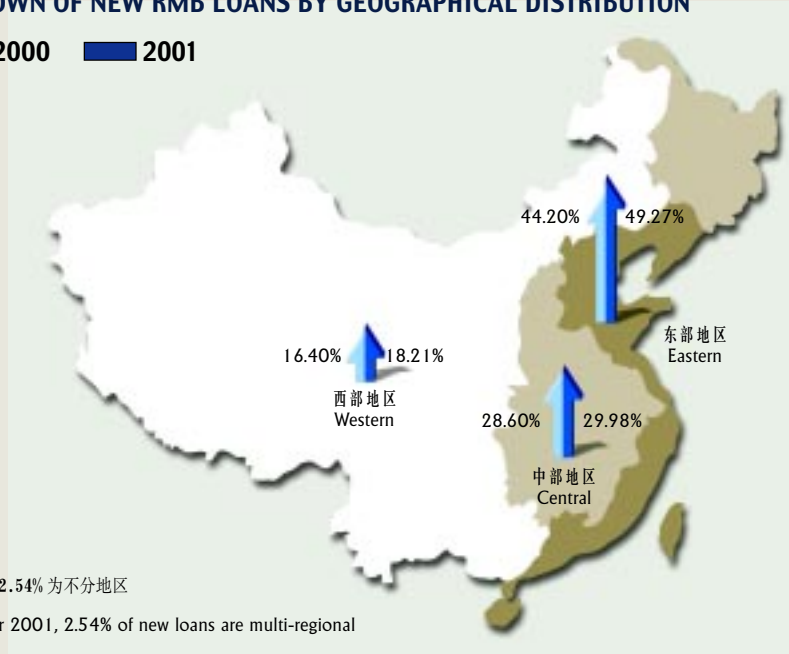 OWN OF NEW RMB LOANS BY GEOGRAPHICAL DISTRIBUTION
2000 2001
44.20% 49.27%
东部地区
Eastern
16.40% 18.21%
西部地区
Western
28.60% 29.98%
中部地区
Central
2.54% 为不分地区
r 2001, 2.54% of new loans are multi-regional